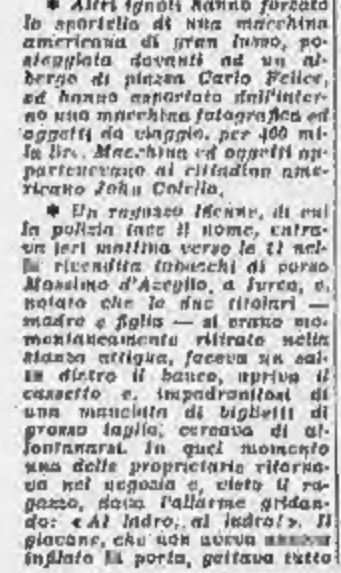 ● Altri ignoti hanno forzato
lo sportello di una macchina
americana di gran lusso, po-
steggiata davanti ad un al-
bergo di piazza Carlo Felice,
ed hanno asportato dall'inter-
no una macchina fotografica ed
oggetti da viaggio, per 400 mi-
la lire. Macchina ed oggetti ap-
partenevano al cittadino ame-
ricano John
● Un ragazzo di cui
la polizia tace il nome, entra-
va ieri mattina verso le 11 nel-
la rivendita tabacchi di corso
Massimo d'Azeglio, a e,
notato che le due titolari —
madre e figlia — si erano mo-
mentaneamente ritirate nella
stanza attigua, faceva un sal-
to dietro il banco, apriva il
cassetto e, impadronitosi di
una manciata di biglietti di
grosso taglio, cercava di al-
lontanarsi. In quel momento
una delle proprietarie ritorna-
va nel negozio e, visto il ra-
gazzo, dava l'allarme gridan-
do: «Al ladro, al ladro!». Il
giovane, che non aveva
infilato la porta, gettava tutto